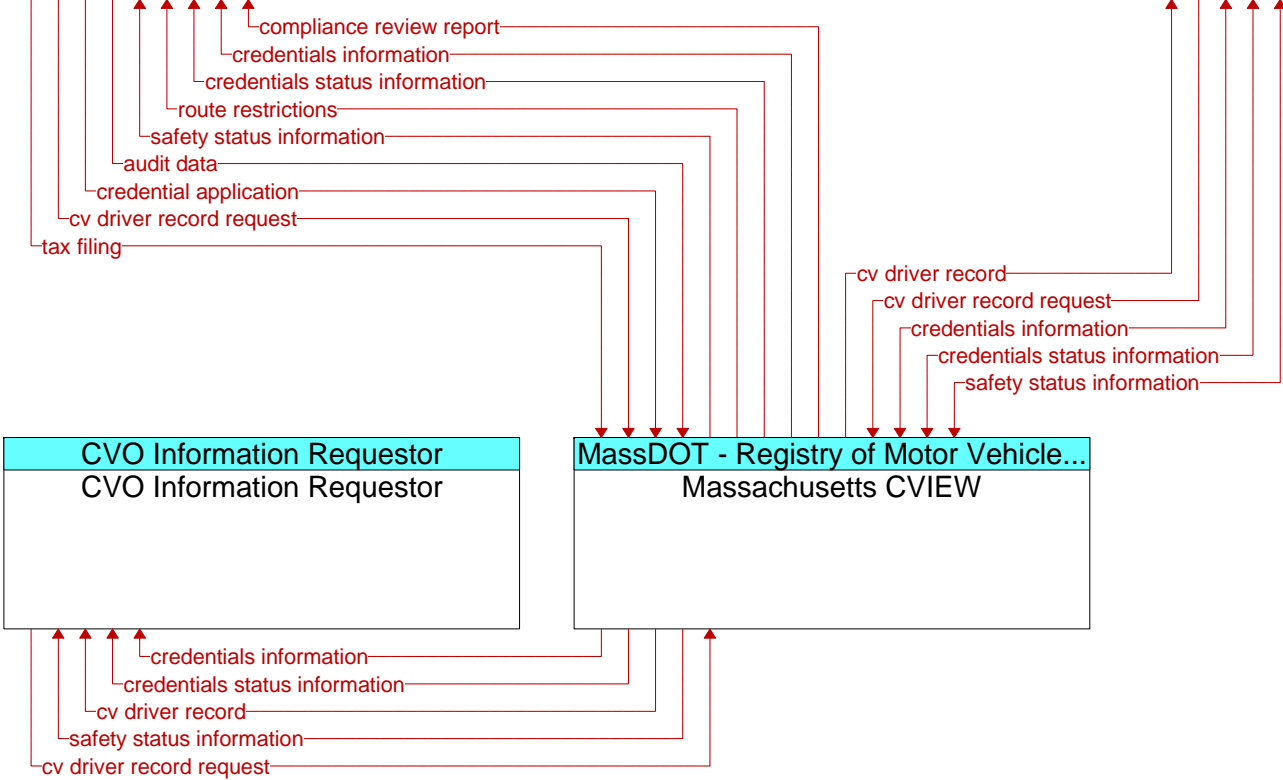 compliance review report
credentials information
credentials status information
route restrictions
safety status information
audit data
credential application
cv driver record request
tax filing
cv driver record
cv driver record request
credentials information
credentials status information
safety status information
CVO Information Requestor
CVO Information Requestor
MassDOT - Registry of Motor Vehicle...
Massachusetts CVIEW
credentials information
credentials status information
cv driver record
safety status information
cv driver record request